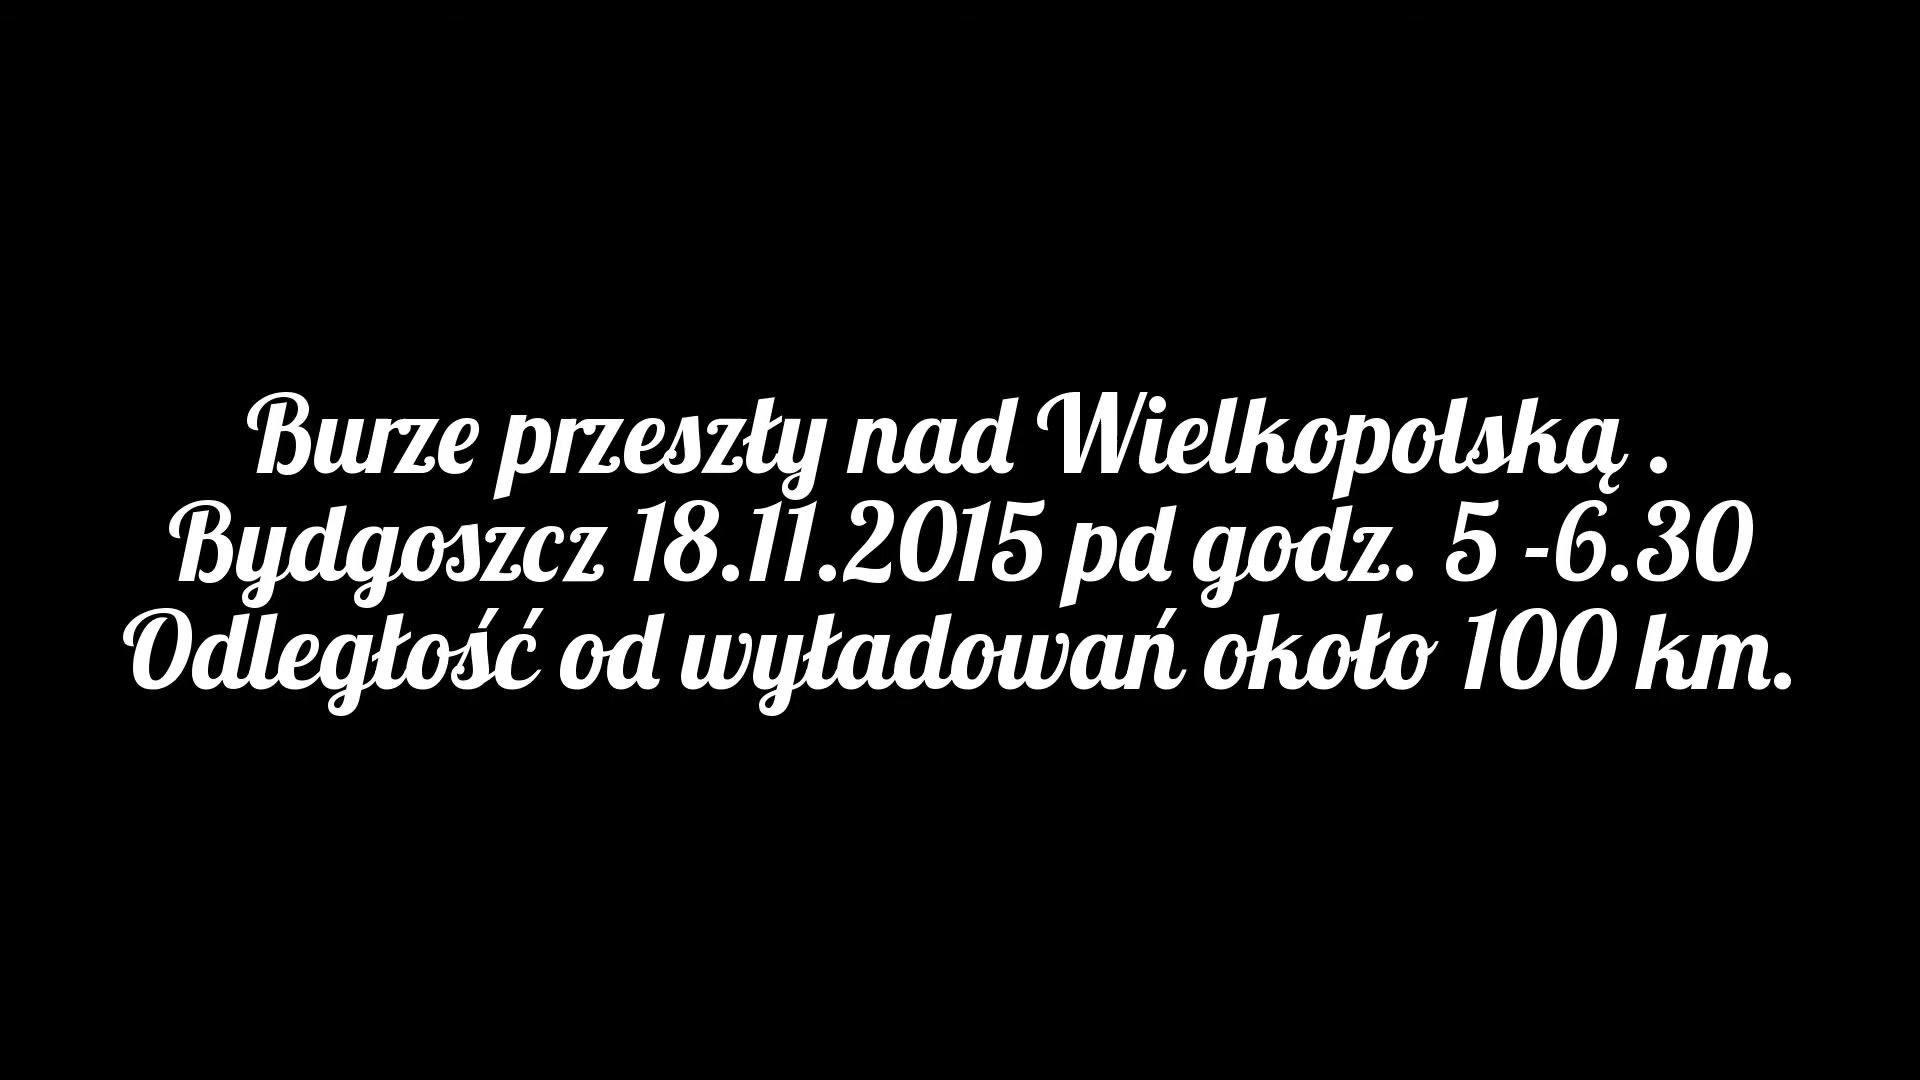 Burze przeszły nad Wielkopolską .
Bydgoszcz 18.11.2015 pd godz. 5 -6.30
Odległość od wyładowań około 100 km.